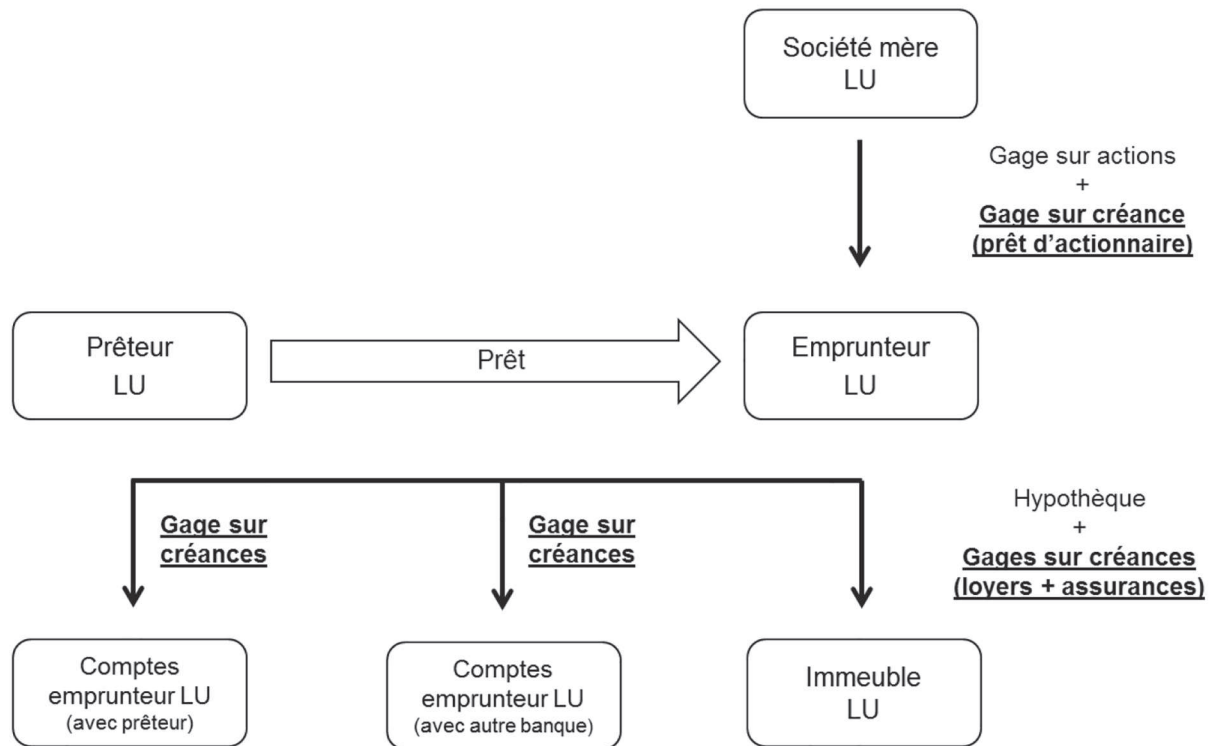 Société mère
LU
Gage sur actions
+
Gage sur créance
(prêt d’actionnaire)
Prêteur
LU
Prêt
Emprunteur
LU
Gage sur
créances
Gage sur
créances
Hypothèque
+
Gages sur créances
(loyers + assurances)
Comptes
emprunteur LU
(avec prêteur)
Comptes
emprunteur LU
(avec autre banque)
Immeuble
LU